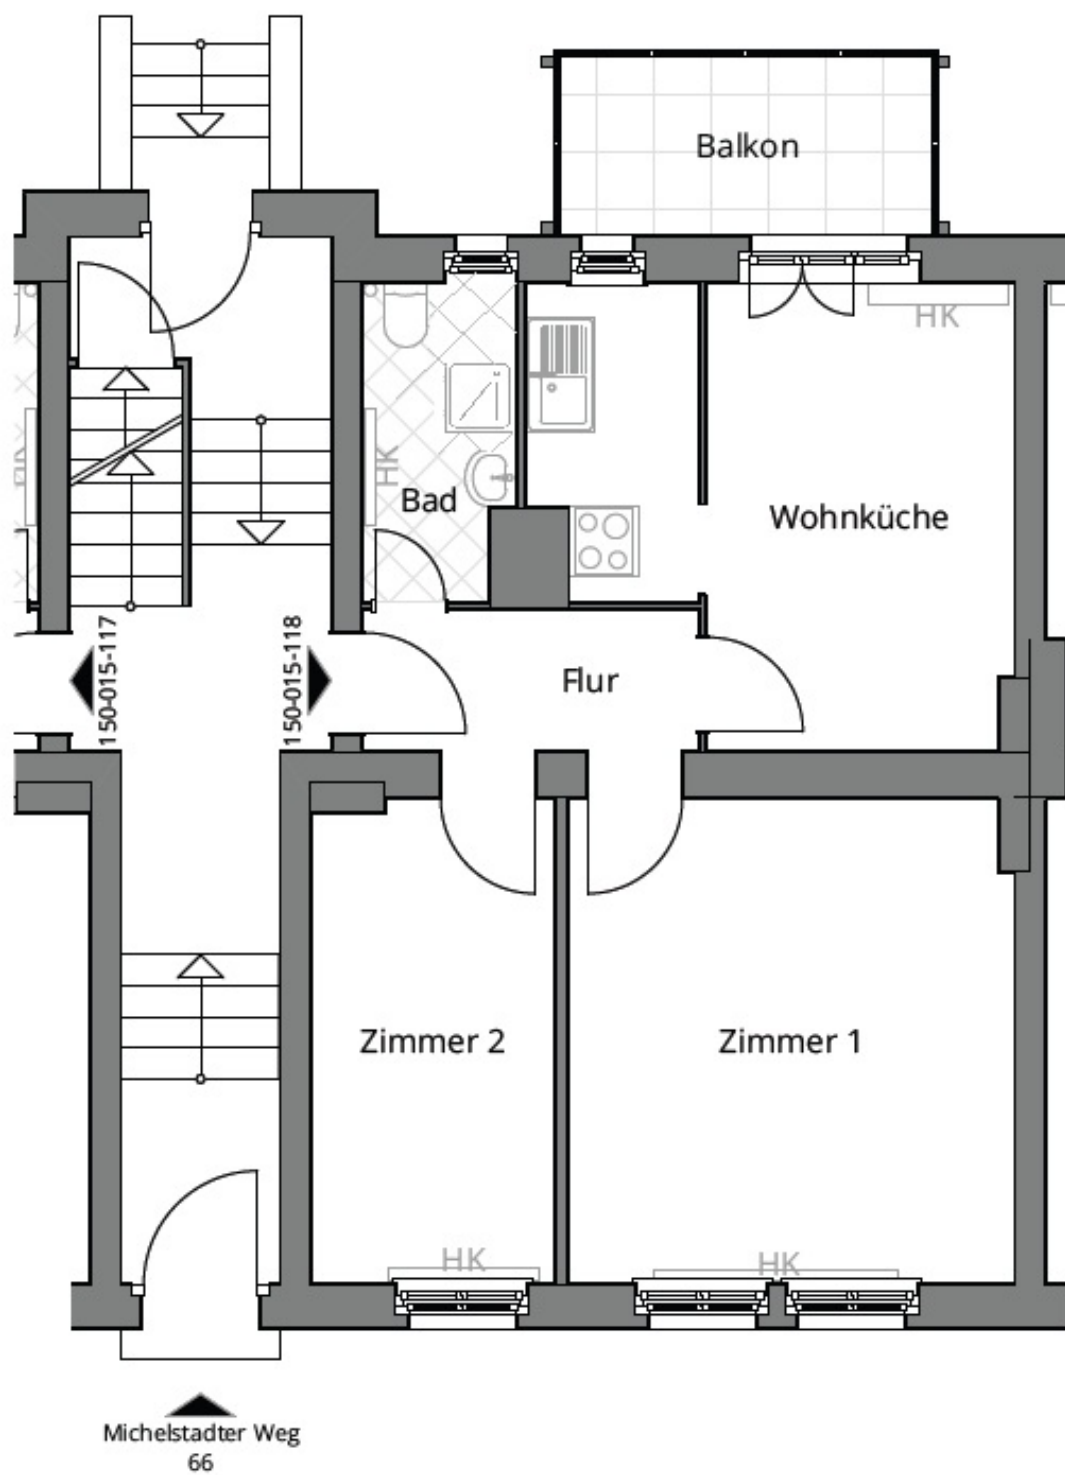 Balkon
HK
HK
HK
Bad
Wohnküche
150-015-117
150-015-118
Flur
Zimmer 2
Zimmer 1
HK
HK
Michelstadter Weg
66